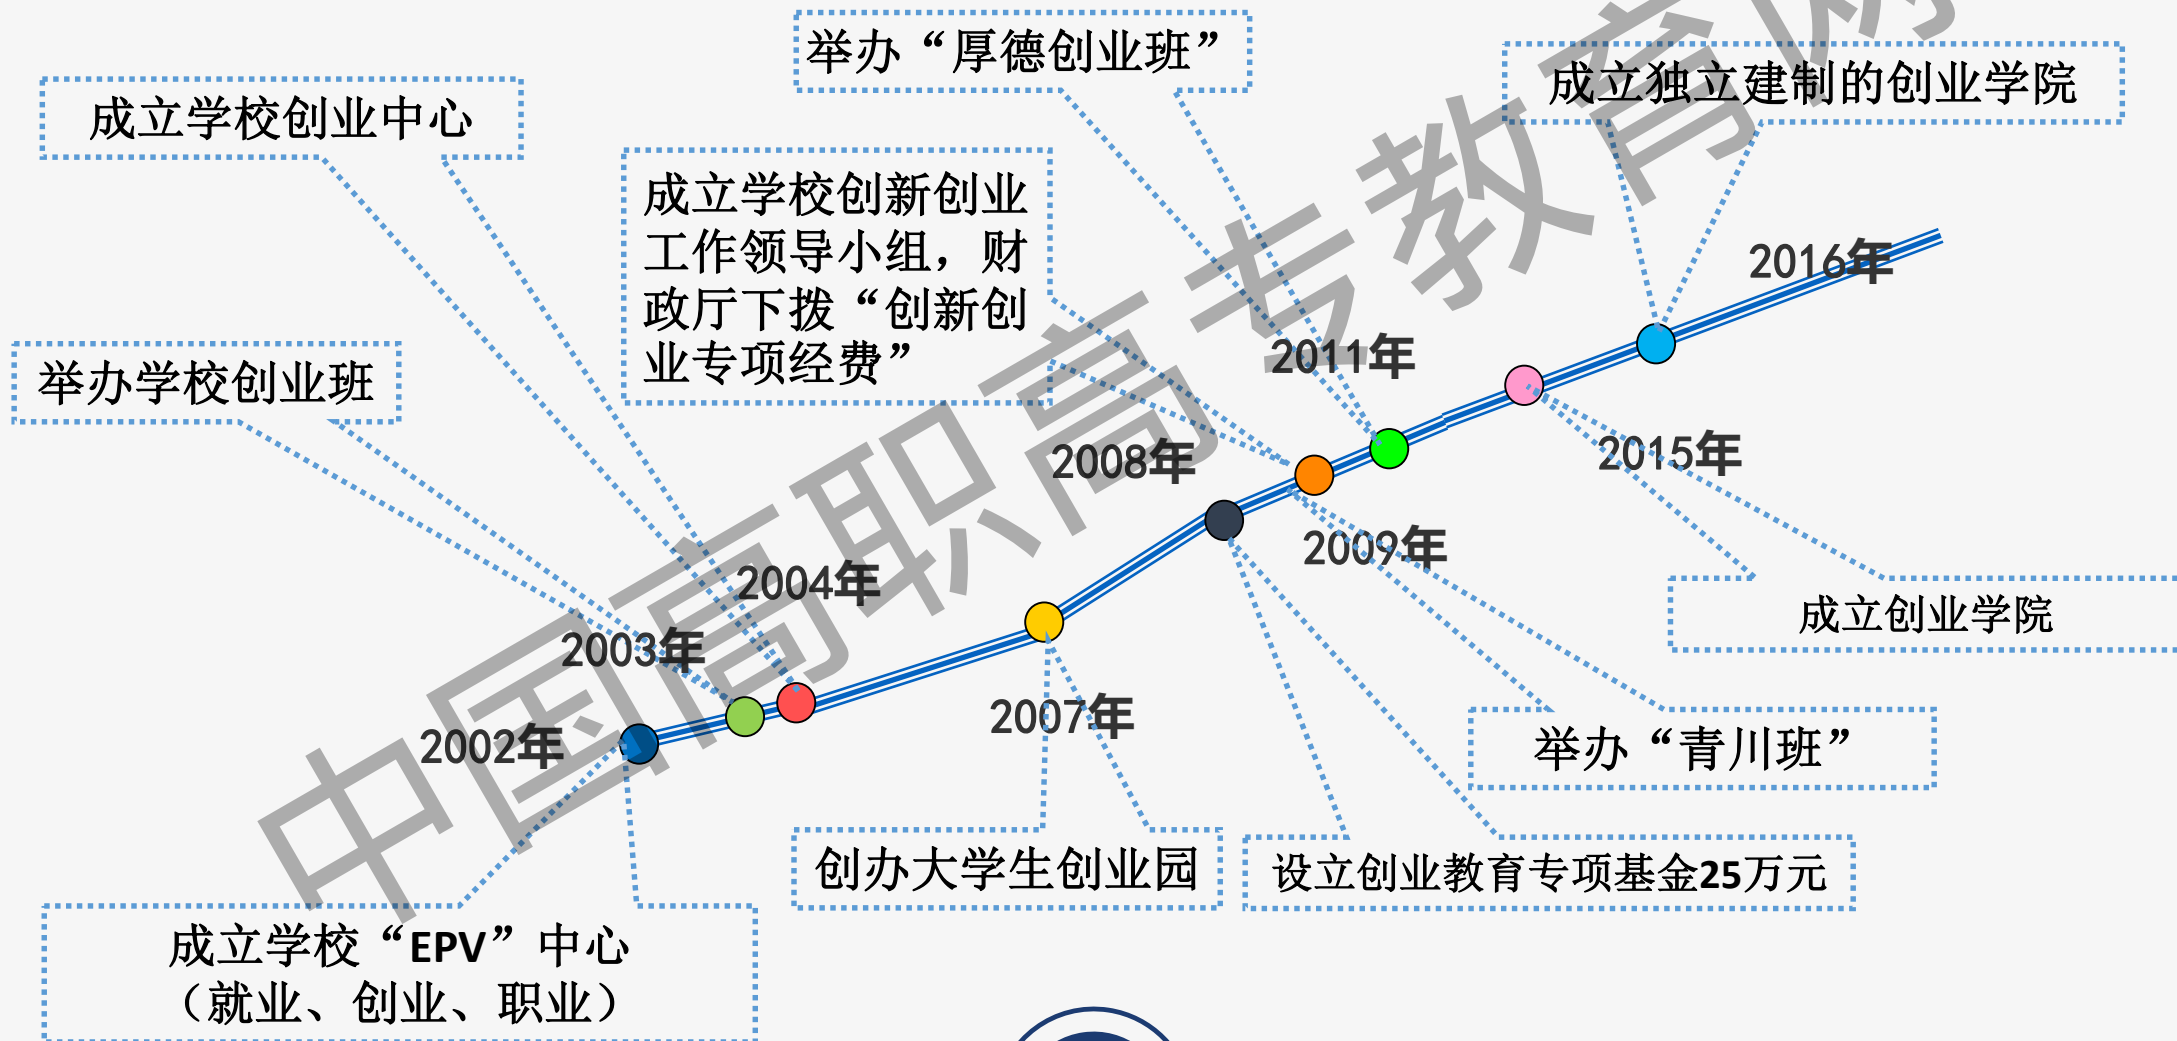 举办“厚德创业班”
成立独立建制的创业学院
成立学校创业中心
成立学校创新创业
工作领导小组，财
政厅下拨“创新创
业专项经费”
举办学校创业班
2016年
2011年
2015年
2008年
2009年
2004年
2003年
2007年
2002年
成立创业学院
举办“青川班”
创办大学生创业园
设立创业教育专项基金25万元
成立学校“EPV”中心
（就业、创业、职业）
中国高职高专教育网